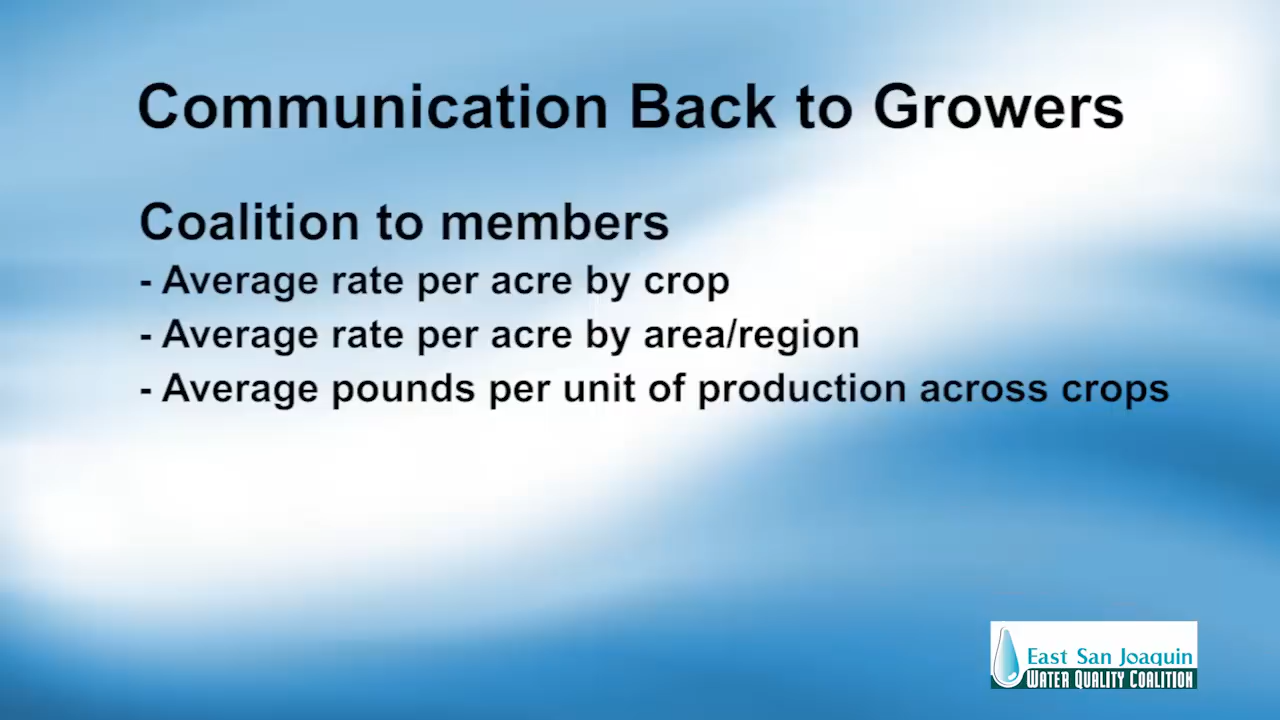 Communication Back to Growers
Coalition to members
- Average rate per acre by crop
- Average rate per acre by area/region
- Average pounds per unit of production across crops
East San Joaquin
WATER QUALITY COALITION